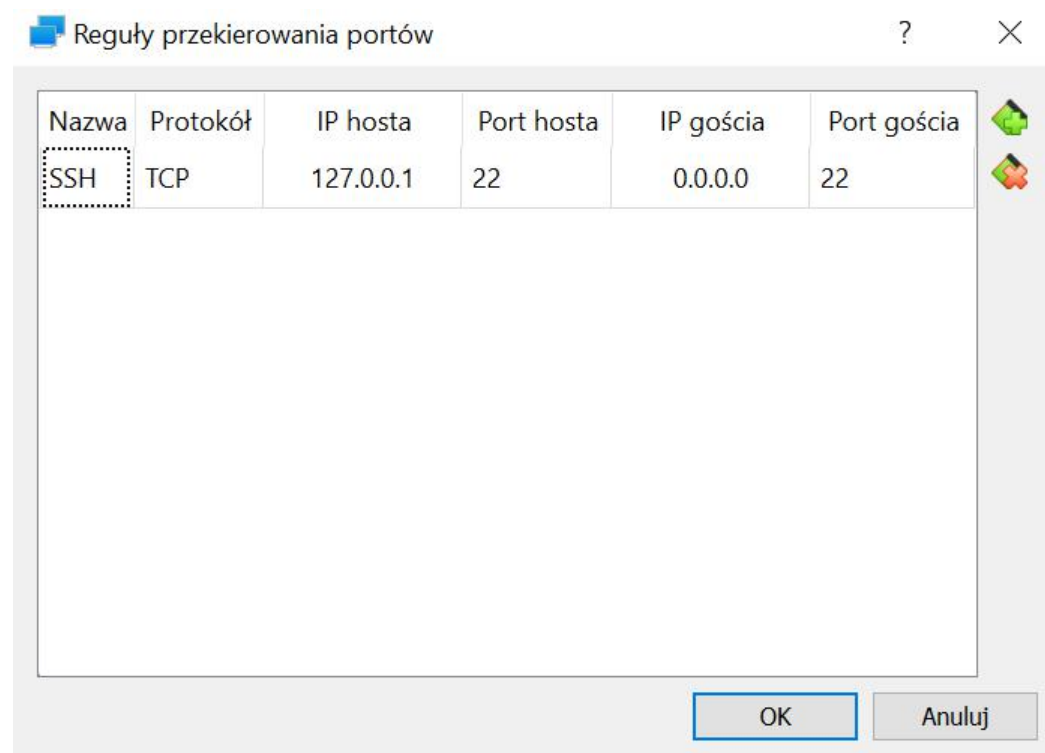 Reguły przekierowania portów ?
Nazwa Protokół IP hosta Port hosta IP gościa Port gościa
SSH TCP 127.0.0.1 22 0.0.0.0 22
OK Anuluj